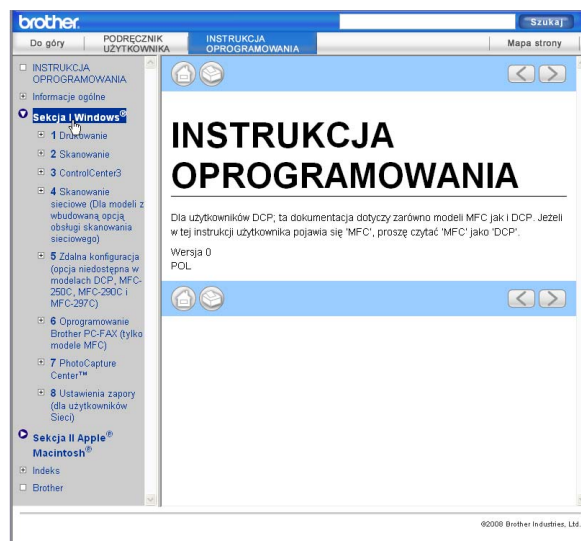 brother.
Szukaj
Do góry
PODRĘCZNIK
UŻYTKOWNIKA
INSTRUKCJA
OPROGRAMOWANIA
Mapa strony
INSTRUKCJA
OPROGRAMOWANIA
Informacje ogólne
Sekcja I Windows®
1 Drukowanie
2 Skanowanie
3 ControlCenter3
4 Skanowanie
sieciowe (Dla modeli z
wbudowaną opcją
obsługi skanowania
sieciowego)
5 Zdalna konfiguracja
(opcja niedostępna w
modelach DCP, MFC-
250C, MFC-290C i
MFC-297C)
6 Oprogramowanie
Brother PC-FAX (tylko
modele MFC)
7 PhotoCapture
Center™
8 Ustawienia zapory
(dla użytkowników
Sieci)
Sekcja II Apple®
Macintosh®
Indeks
Brother
INSTRUKCJA
OPROGRAMOWANIA
Dla użytkowników DCP; ta dokumentacja dotyczy zarówno modeli MFC jak i DCP. Jeżeli
w tej instrukcji użytkownika pojawia się 'MFC', proszę czytać 'MFC' jako 'DCP'.
Wersja 0
POL
©2008 Brother Industries, Ltd.